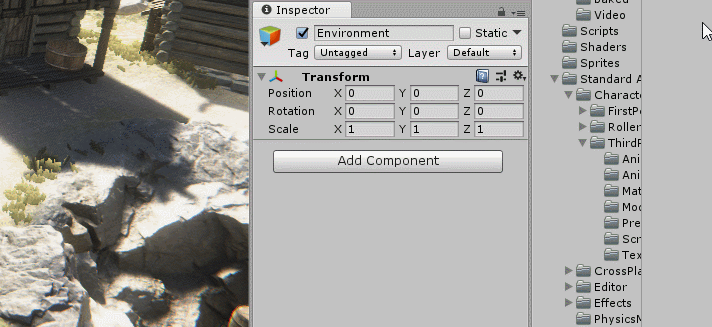 Inspector
Environment
Static
Tag Untagged Layer Default
Transform
Position X 0 Y 0 Z 0
Rotation X 0 Y 0 Z 0
Scale X 1 Y 1 Z 1
Add Component
Video
Scripts
Shaders
Sprites
Standard A
Characte
FirstPe
Roller
ThirdP
Ani
Ani
Mat
Mod
Pre
Scr
Tex
CrossPla
Editor
Effects
PhysicsM